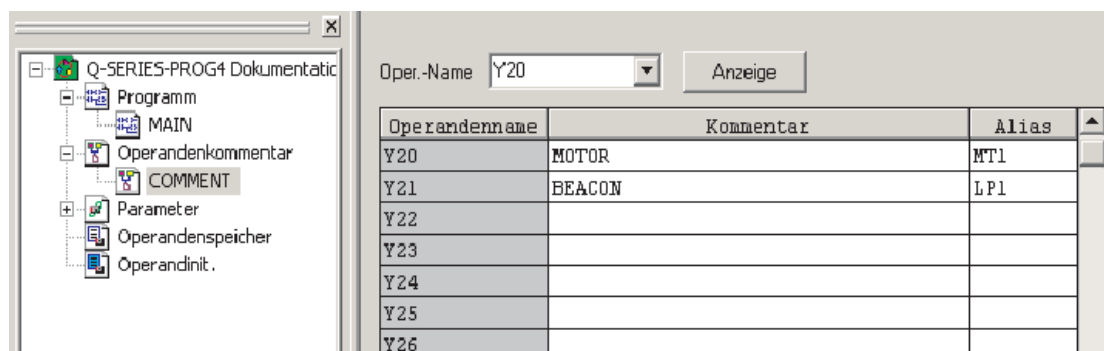 Q-SERIES-PROG4 Dokumentatic
Programm
MAIN
Operandenkommentar
COMMENT
Parameter
Operandenspeicher
Operandinit.
Oper.-Name Y20 Anzeige
Operandenname Kommentar Alias
Y20 MOTOR MT1
Y21 BEACON LP1
Y22
Y23
Y24
Y25
Y26